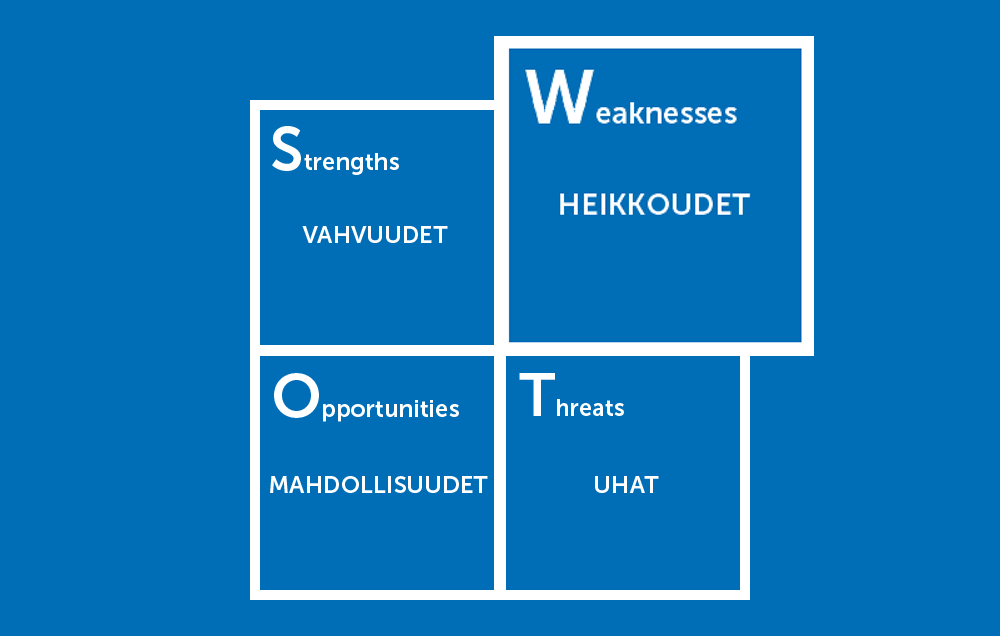 Strengths
VAHVUUDET
Weaknesses
HEIKKOUDET
Opportunities
MAHDOLLISUUDET
Threats
UHAT